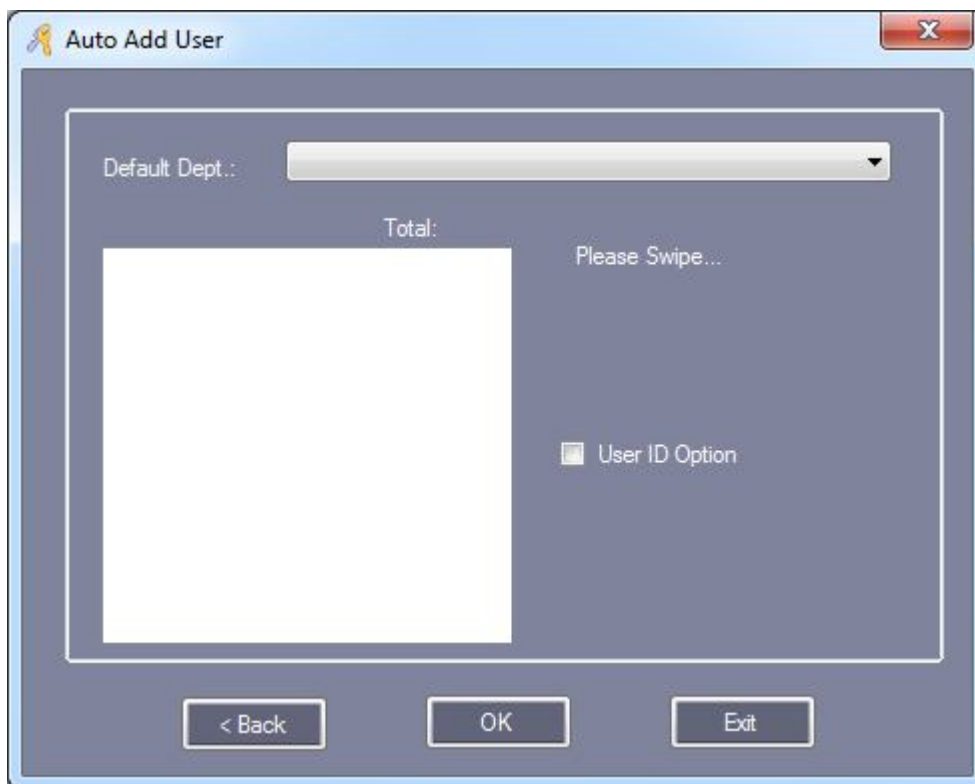 Auto Add User
Default Dept.:
Total:
Please Swipe...
User ID Option
< Back
OK
Exit